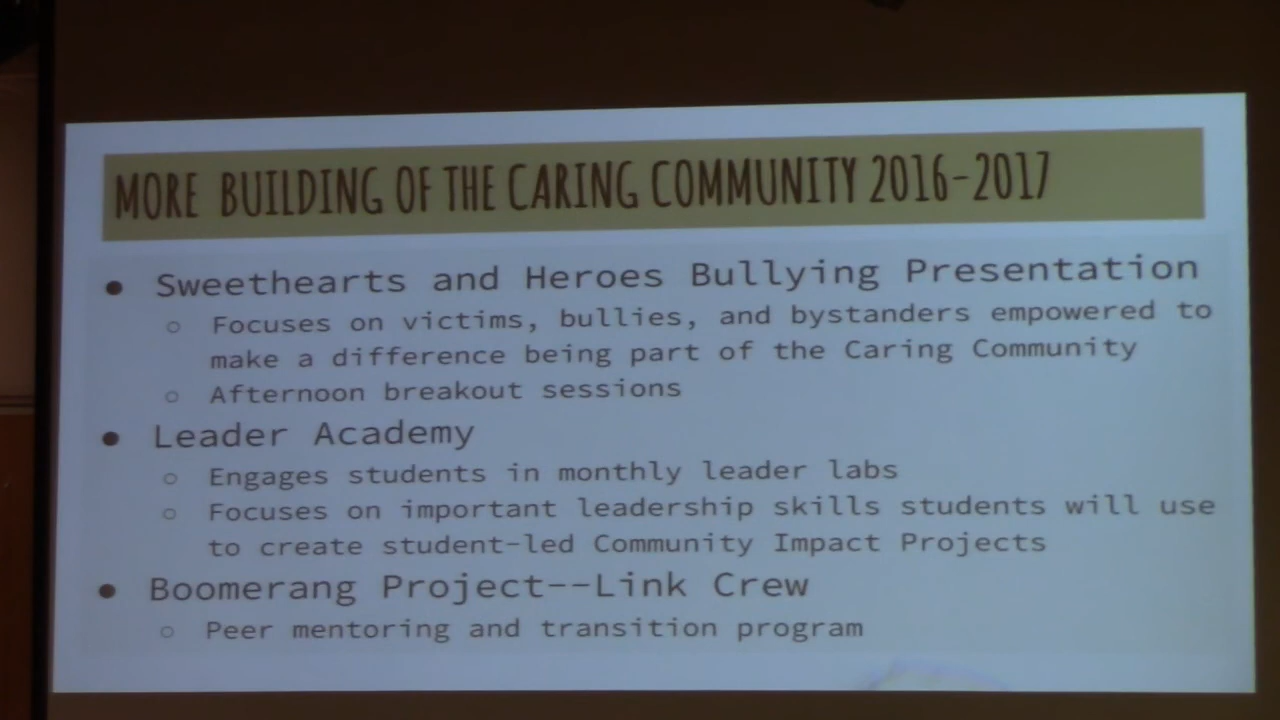 MORE BUILDING OF THE CARING COMMUNITY 2016-2017
● Sweethearts and Heroes Bullying Presentation
○ Focuses on victims, bullies, and bystanders empowered to
make a difference being part of the Caring Community
○ Afternoon breakout sessions
● Leader Academy
○ Engages students in monthly leader labs
○ Focuses on important leadership skills students will use
to create student-led Community Impact Projects
● Boomerang Project--Link Crew
○ Peer mentoring and transition program